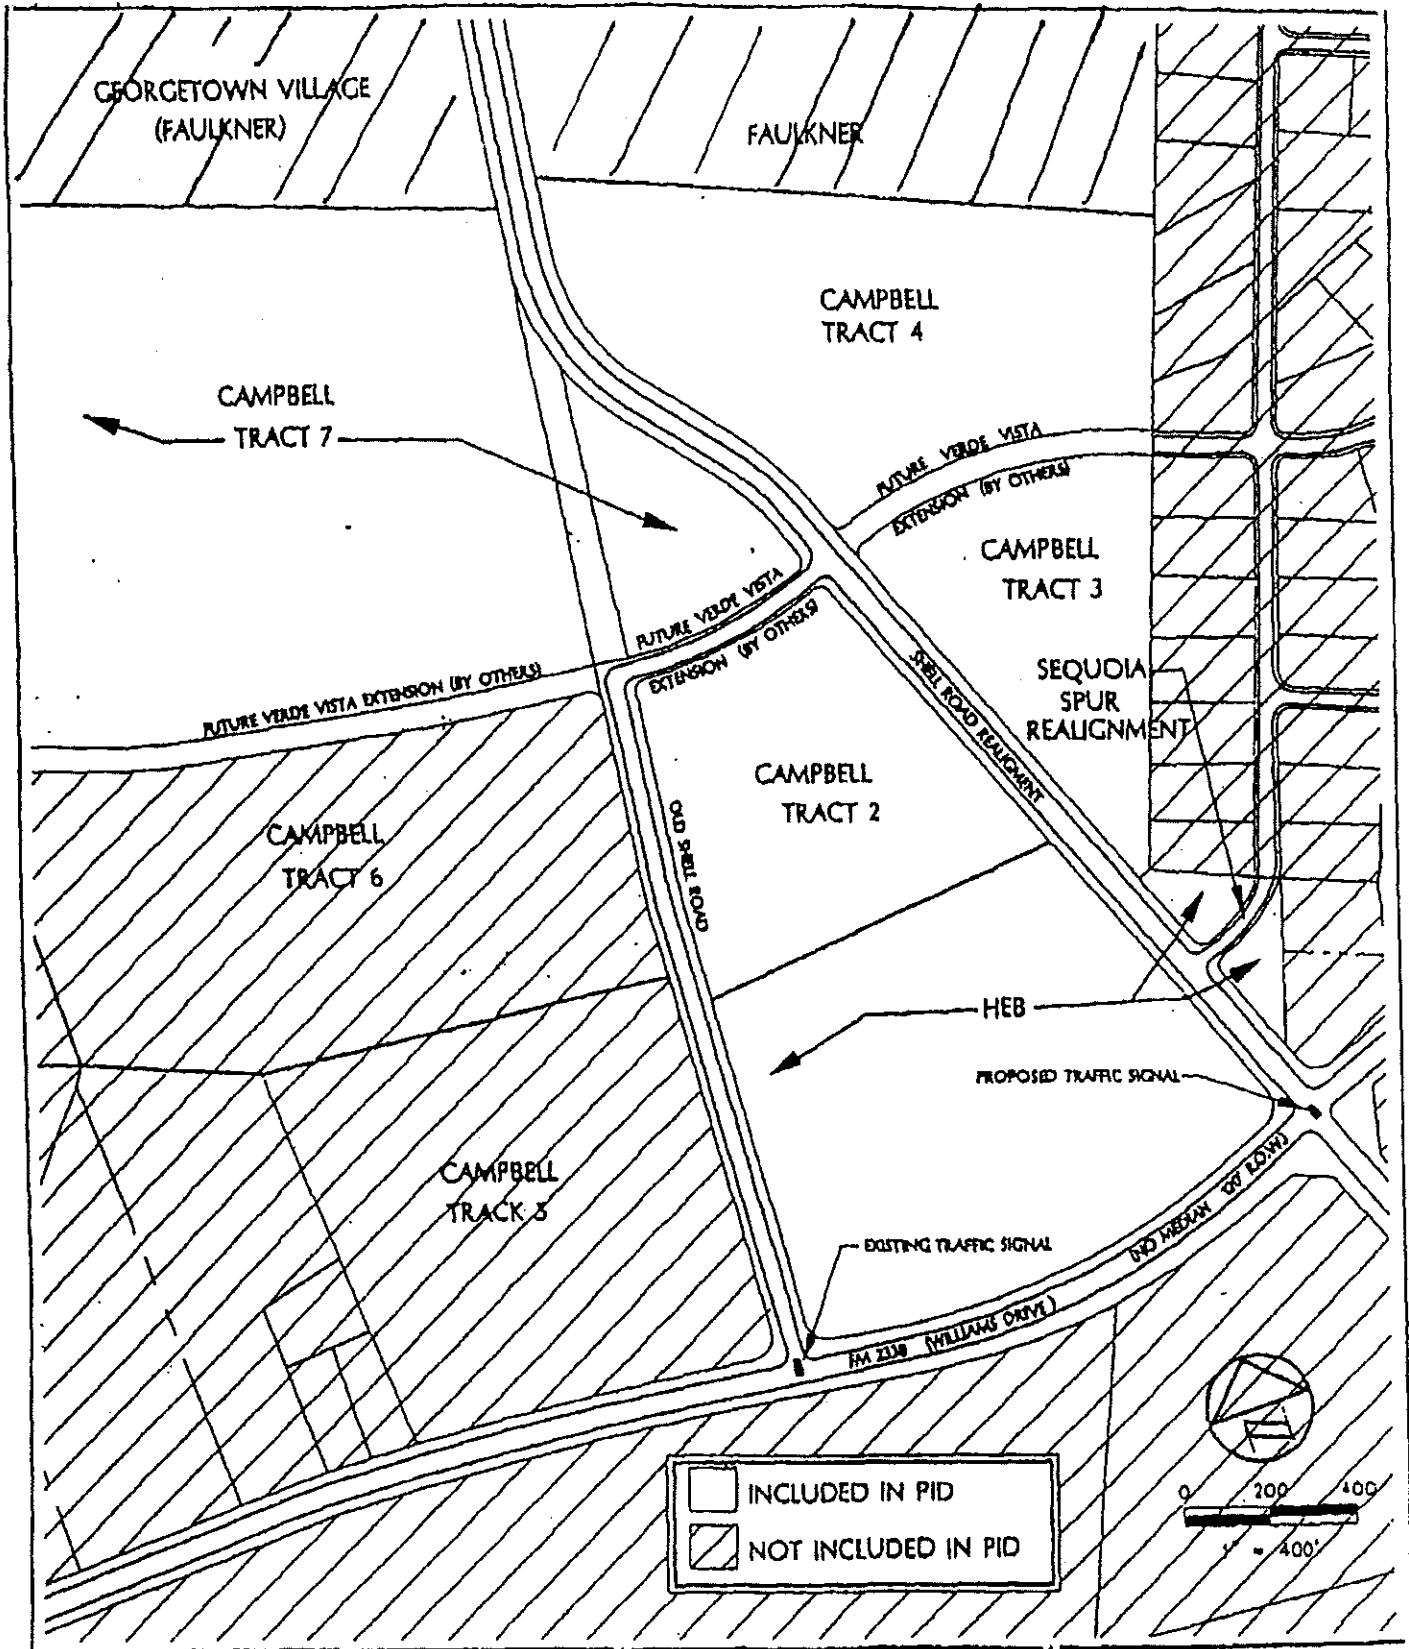 GEORGETOWN VILLAGE
(FAULKNER)
FAULKNER
CAMPBELL
TRACT 4
CAMPBELL
TRACT 7
FUTURE VERDE VISTA
EXTENSION (BY OTHERS)
CAMPBELL
TRACT 3
FUTURE VERDE VISTA
EXTENSION (BY OTHERS)
FUTURE VERDE VISTA EXTENSION (BY OTHERS)
SHELL ROAD REALIGMENT
SEQUOIA
SPUR
REALIGNMENT
CAMPBELL
TRACT 2
OLD SHELL ROAD
CAMPBELL
TRACT 6
HEB
PROPOSED TRAFFIC SIGNAL
CAMPBELL
TRACK 5
EXISTING TRAFFIC SIGNAL
FM 2338 (WILLIAMS DRIVE)
(NO MEDIAN R.O.W.)
INCLUDED IN PID
NOT INCLUDED IN PID
0 200 400
1" = 400'